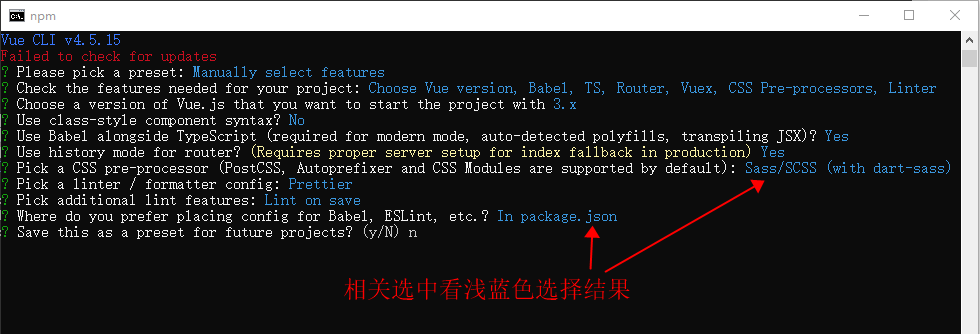 npm
Vue CLI v4.5.15
Failed to check for updates
? Please pick a preset: Manually select features
? Check the features needed for your project: Choose Vue version, Babel, TS, Router, Vuex, CSS Pre-processors, Linter
? Choose a version of Vue.js that you want to start the project with 3.x
? Use class-style component syntax? No
? Use Babel alongside TypeScript (required for modern mode, auto-detected polyfills, transpiling JSX)? Yes
? Use history mode for router? (Requires proper server setup for index fallback in production) Yes
? Pick a CSS pre-processor (PostCSS, Autoprefixer and CSS Modules are supported by default): Sass/SCSS (with dart-sass)
? Pick a linter / formatter config: Prettier
? Pick additional lint features: Lint on save
? Where do you prefer placing config for Babel, ESLint, etc.? In package.json
? Save this as a preset for future projects? (y/N) n
相关选中看浅蓝色选择结果